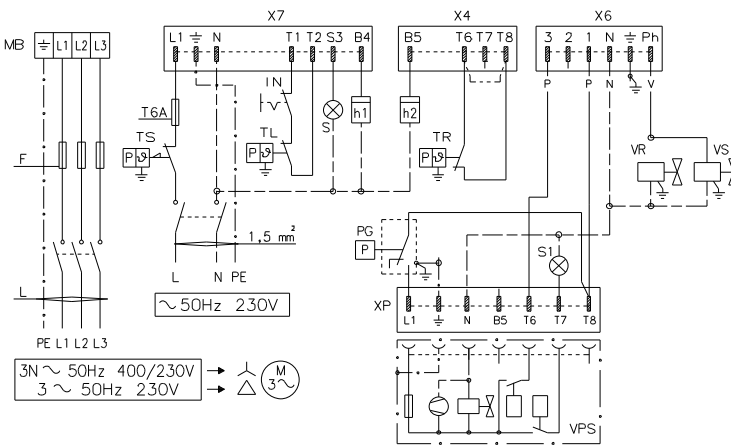 X7 X4 X6
MB ⏚ L1 L2 L3
L1 ⏚ N T1 T2 S3 B4
B5 T6 T7 T8
3 2 1 N ⏚ Ph
P P N V
IN
T6A
S h1 h2
TS TL TR
P ϑ P ϑ P ϑ
F
VR VS
1,5 mm²
PG
P
S1
L N PE
L
∼ 50Hz 230V
XP L1 ⏚ N B5 T6 T7 T8
PE L1 L2 L3
3N ∼ 50Hz 400/230V
3 ∼ 50Hz 230V
M
3∼
VPS